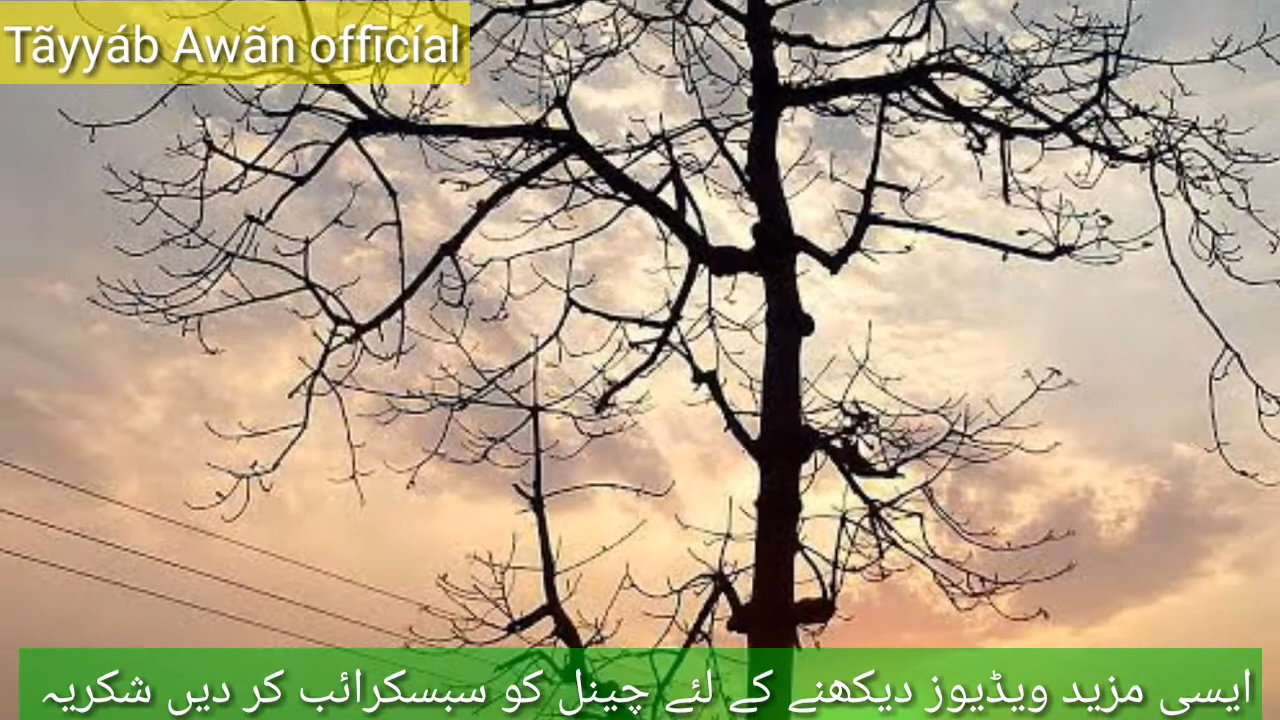 Tãyyáb Awãn offīcíal
ایسی مزید ویڈیوز دیکھنے کے لئے چینل کو سبسکرائب کر دیں شکریہ